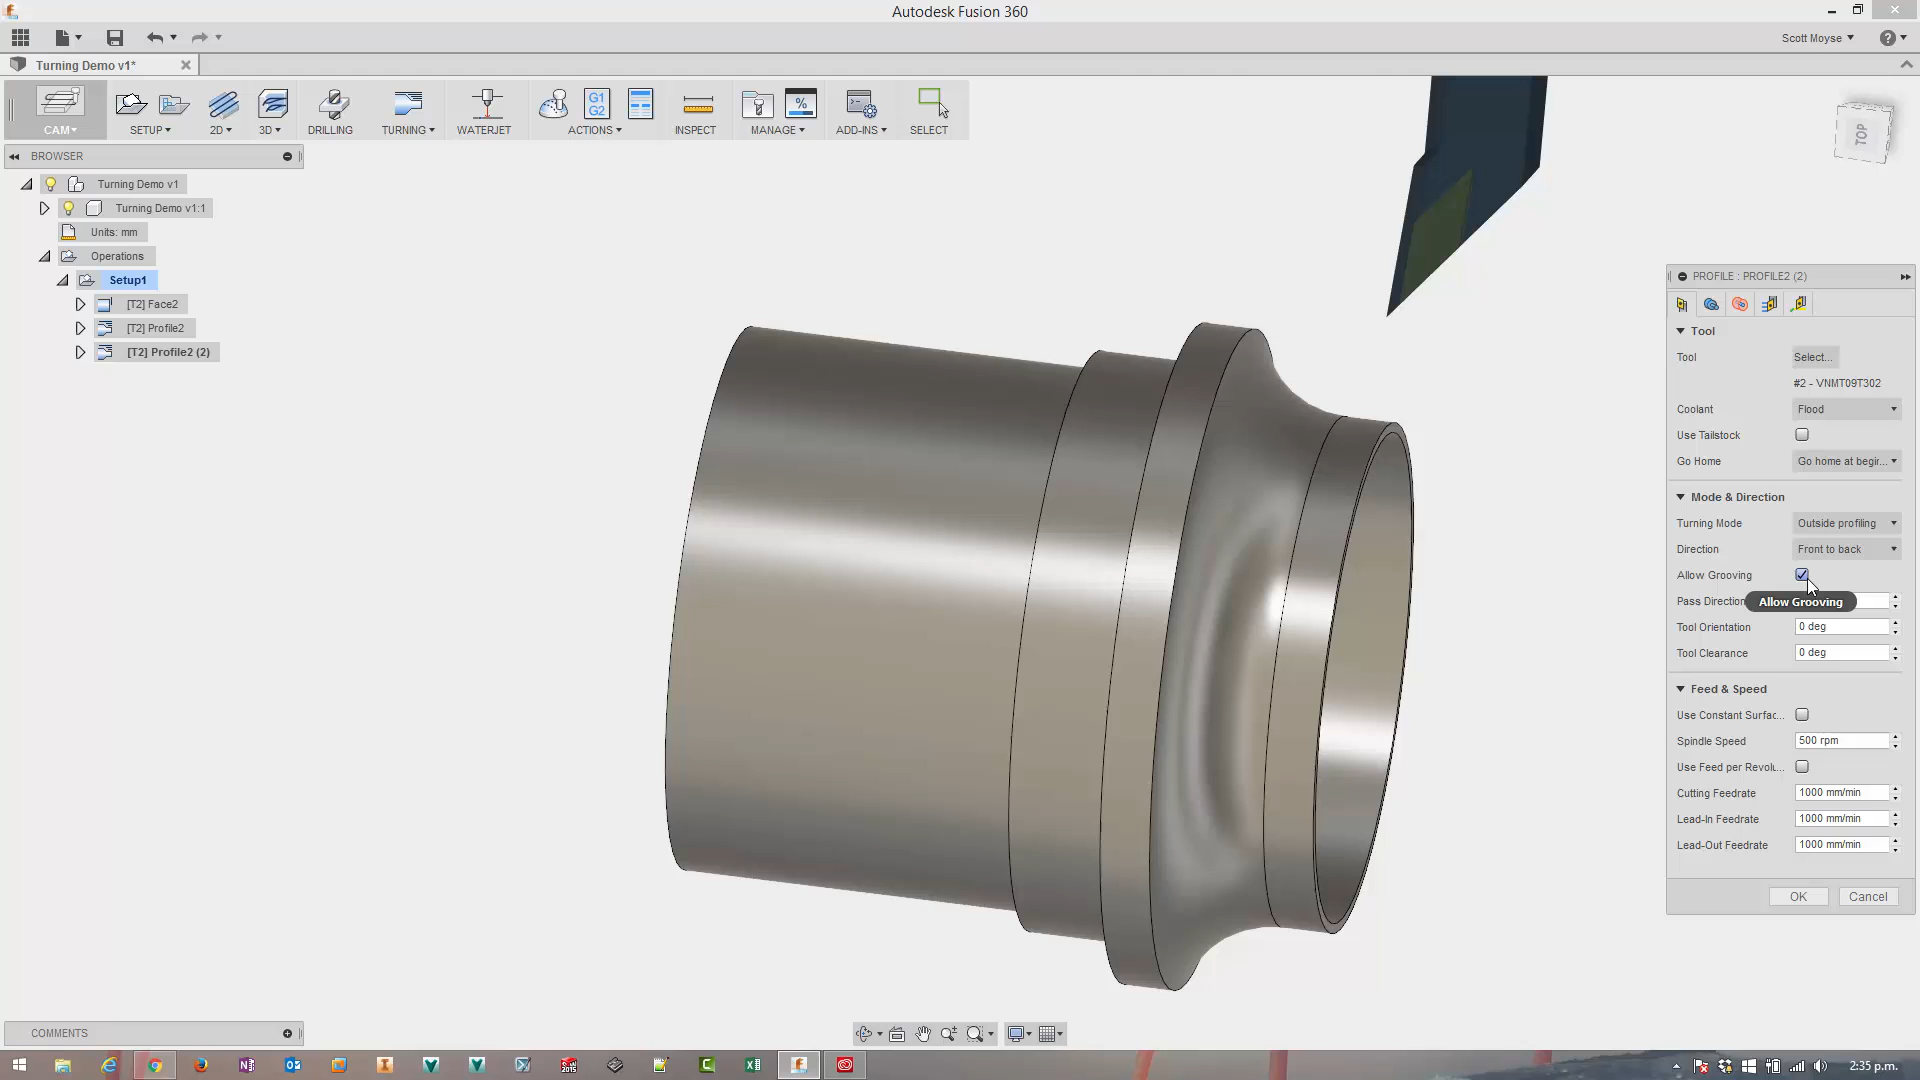 Autodesk Fusion 360
Scott Moyse
Turning Demo v1*
CAM
SETUP
2D
3D
DRILLING
TURNING
WATERJET
G1
G2
ACTIONS
INSPECT
%
MANAGE
ADD-INS
SELECT
TOP
BROWSER
Turning Demo v1
Turning Demo v1:1
Units: mm
Operations
Setup1
[T2] Face2
[T2] Profile2
[T2] Profile2 (2)
PROFILE : PROFILE2 (2)
Tool
Tool Select...
#2 - VNMT09T302
Coolant Flood
Use Tailstock
Go Home Go home at begir...
Mode & Direction
Turning Mode Outside profiling
Direction Front to back
Allow Grooving
Pass Direction
Allow Grooving
Tool Orientation 0 deg
Tool Clearance 0 deg
Feed & Speed
Use Constant Surfac...
Spindle Speed 500 rpm
Use Feed per Revolu...
Cutting Feedrate 1000 mm/min
Lead-In Feedrate 1000 mm/min
Lead-Out Feedrate 1000 mm/min
OK Cancel
COMMENTS
2:35 p.m.